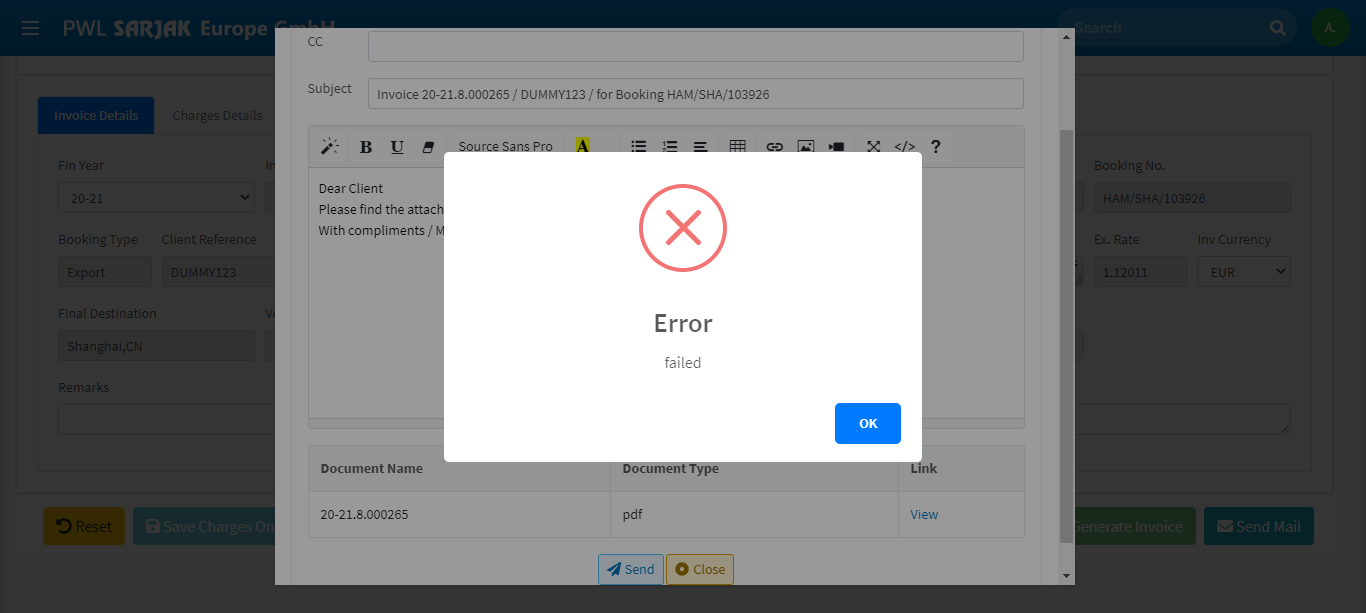 PWL SARJAK Europe GmbH
Search
A.
CC
Subject
Invoice 20-21.8.000265 / DUMMY123 / for Booking HAM/SHA/103926
Invoice Details
Charges Details
B U Source Sans Pro A </> ?
Fin Year
Booking No.
20-21
HAM/SHA/103926
Dear Client
Please find the attach
With compliments / M
Booking Type
Client Reference
Ex. Rate
Inv Currency
Export
DUMMY123
1.12011
EUR
Final Destination
Shanghai,CN
Remarks
Error
failed
OK
Document Name
Document Type
Link
20-21.8.000265
pdf
View
Reset
Save Charges On
Generate Invoice
Send Mail
Send
Close